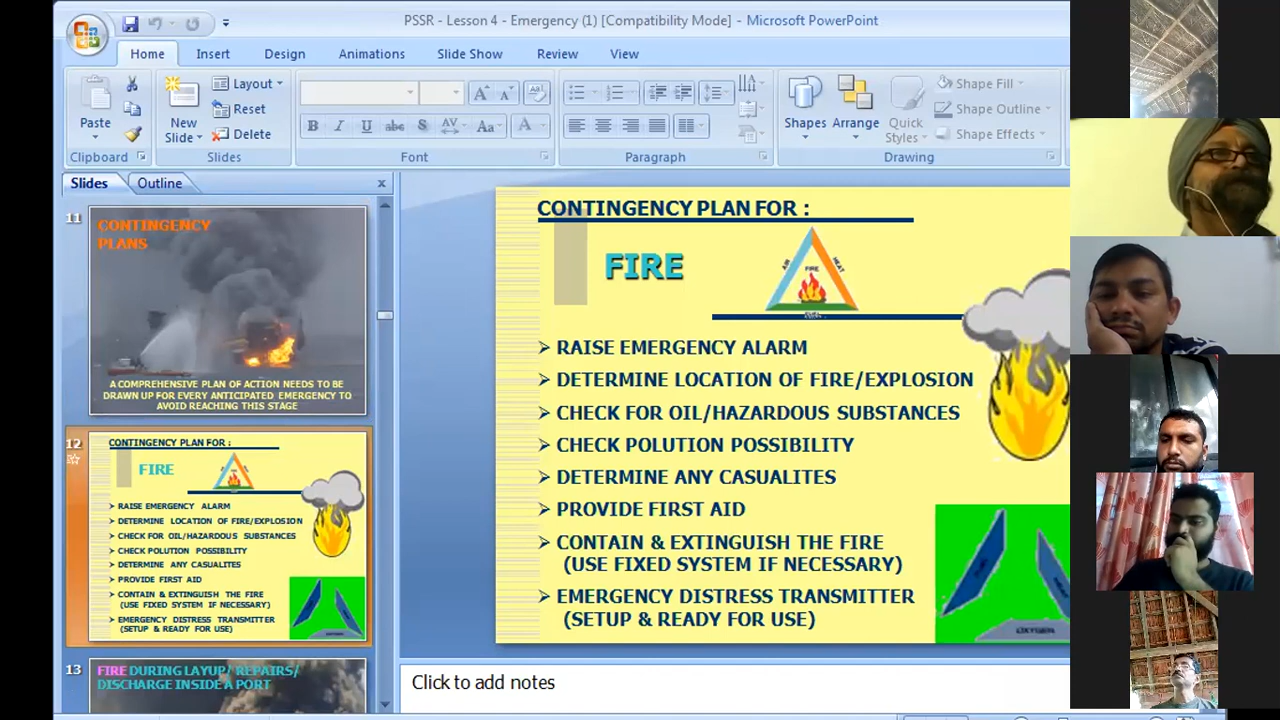 PSSR - Lesson 4 - Emergency (1) [Compatibility Mode] - Microsoft PowerPoint
Home
Insert
Design
Animations
Slide Show
Review
View
Paste
Clipboard
New
Slide
Layout
Reset
Delete
Slides
B I U abc S AV Aa A
Font
Paragraph
Shapes
Arrange
Quick
Styles
Shape Fill
Shape Outline
Shape Effects
Drawing
Slides
Outline
11
CONTINGENCY
PLANS
A COMPREHENSIVE PLAN OF ACTION NEEDS TO BE
DRAWN UP FOR EVERY ANTICIPATED EMERGENCY TO
AVOID REACHING THIS STAGE
12
CONTINGENCY PLAN FOR :
FIRE
RAISE EMERGENCY ALARM
DETERMINE LOCATION OF FIRE/EXPLOSION
CHECK FOR OIL/HAZARDOUS SUBSTANCES
CHECK POLUTION POSSIBILITY
DETERMINE ANY CASUALITES
PROVIDE FIRST AID
CONTAIN & EXTINGUISH THE FIRE
(USE FIXED SYSTEM IF NECESSARY)
EMERGENCY DISTRESS TRANSMITTER
(SETUP & READY FOR USE)
13
FIRE DURING LAYUP/ REPAIRS/
DISCHARGE INSIDE A PORT
CONTINGENCY PLAN FOR :
FIRE
AIR
FIRE
HEAT
RAISE EMERGENCY ALARM
DETERMINE LOCATION OF FIRE/EXPLOSION
CHECK FOR OIL/HAZARDOUS SUBSTANCES
CHECK POLUTION POSSIBILITY
DETERMINE ANY CASUALITES
PROVIDE FIRST AID
CONTAIN & EXTINGUISH THE FIRE
(USE FIXED SYSTEM IF NECESSARY)
EMERGENCY DISTRESS TRANSMITTER
(SETUP & READY FOR USE)
OXYGEN
Click to add notes